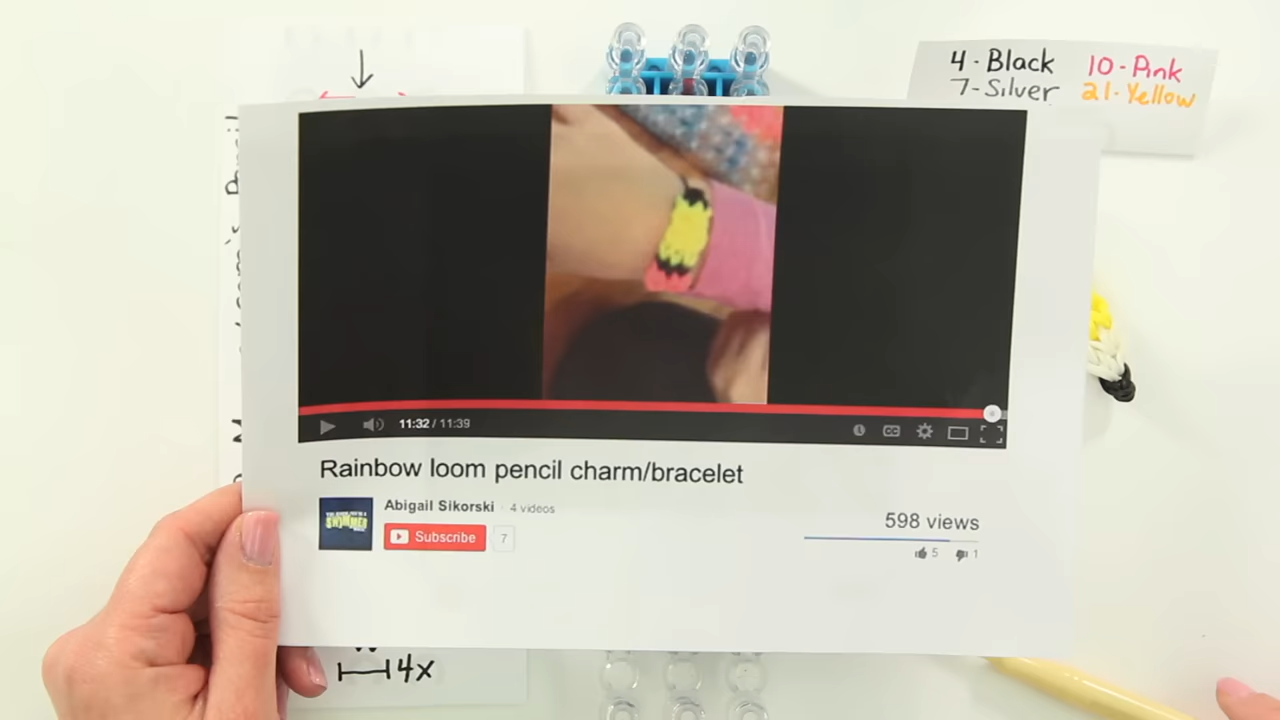 4 - Black 10 - Pink
7 - Silver 21 - Yellow
11:32 / 11:39
Rainbow loom pencil charm/bracelet
Abigail Sikorski · 4 videos
SWIMMER
Subscribe 7
598 views
5 1
4x